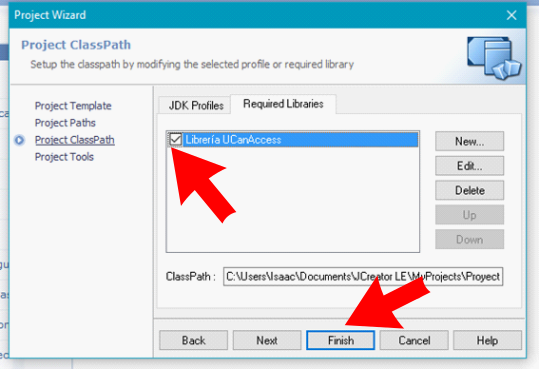 Project Wizard
Project ClassPath
Setup the classpath by modifying the selected profile or required library
Project Template
Project Paths
Project ClassPath
Project Tools
JDK Profiles
Required Libraries
Librería UCanAccess
New...
Edit...
Delete
Up
Down
ClassPath :
C:\Users\Isaac\Documents\JCreator LE\MyProjects\Proyect
Back
Next
Finish
Cancel
Help